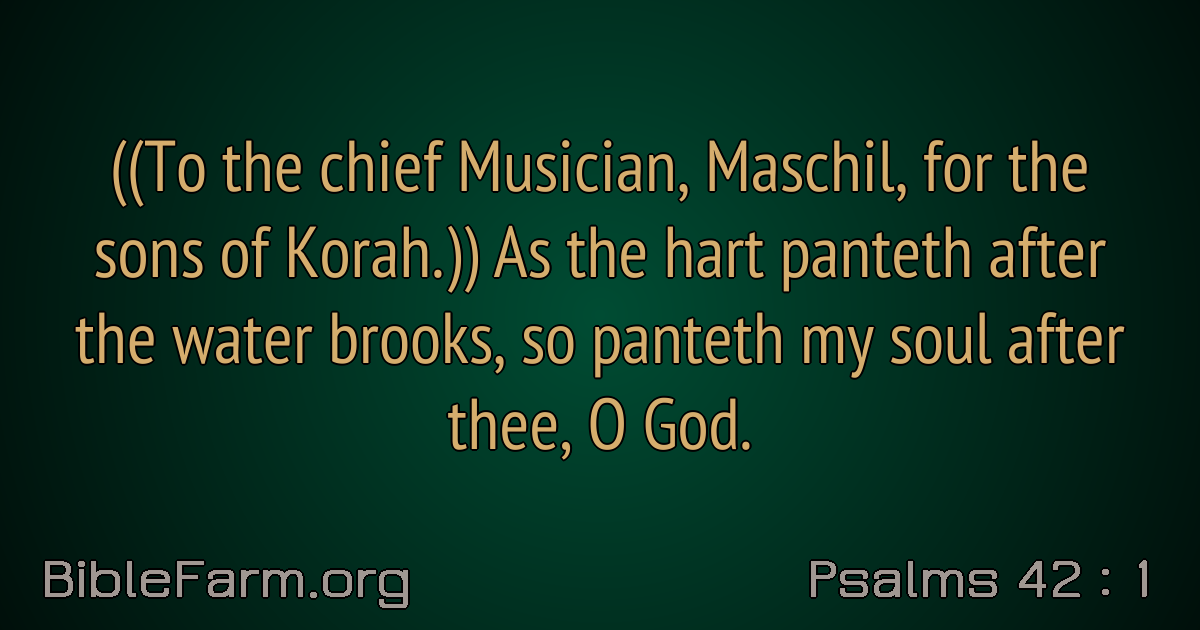 ((To the chief Musician, Maschil, for the
sons of Korah.)) As the hart panteth after
the water brooks, so panteth my soul after
thee, O God.
BibleFarm.org
Psalms 42 : 1